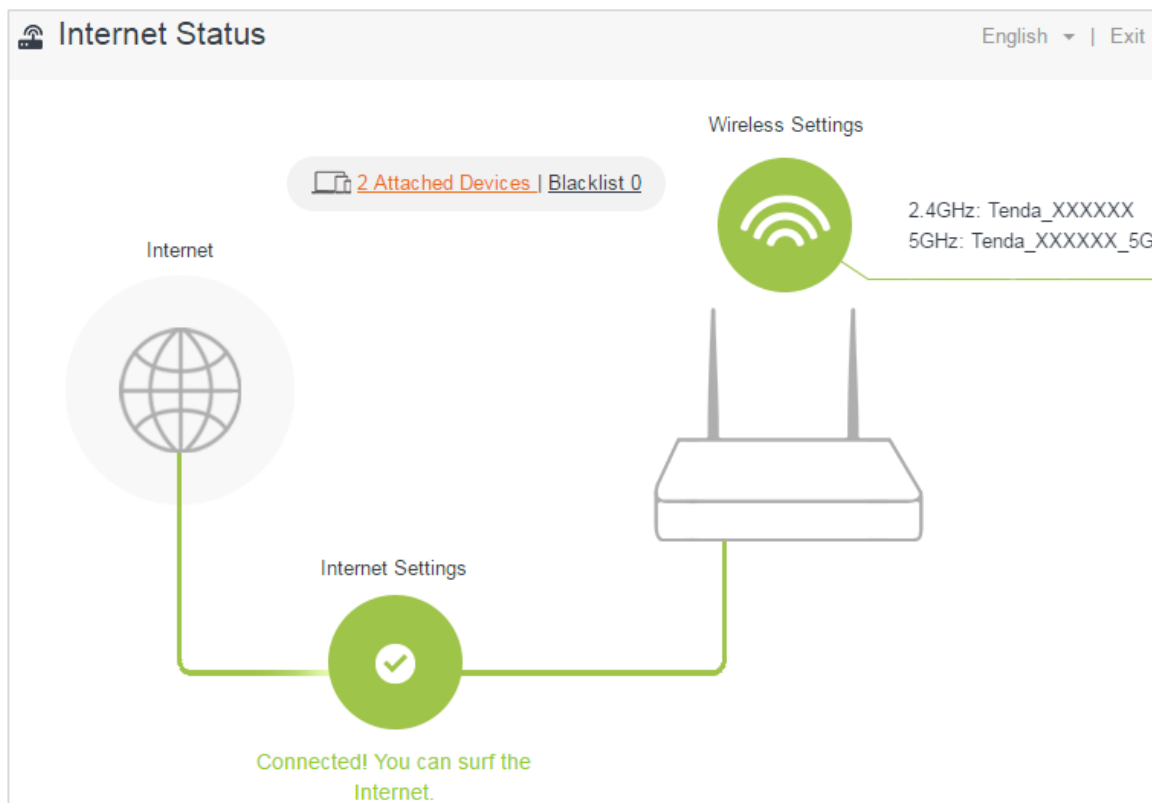 Internet Status
English | Exit
Wireless Settings
2 Attached Devices | Blacklist 0
2.4GHz: Tenda_XXXXXX
5GHz: Tenda_XXXXXX_5G
Internet
Internet Settings
Connected! You can surf the
Internet.